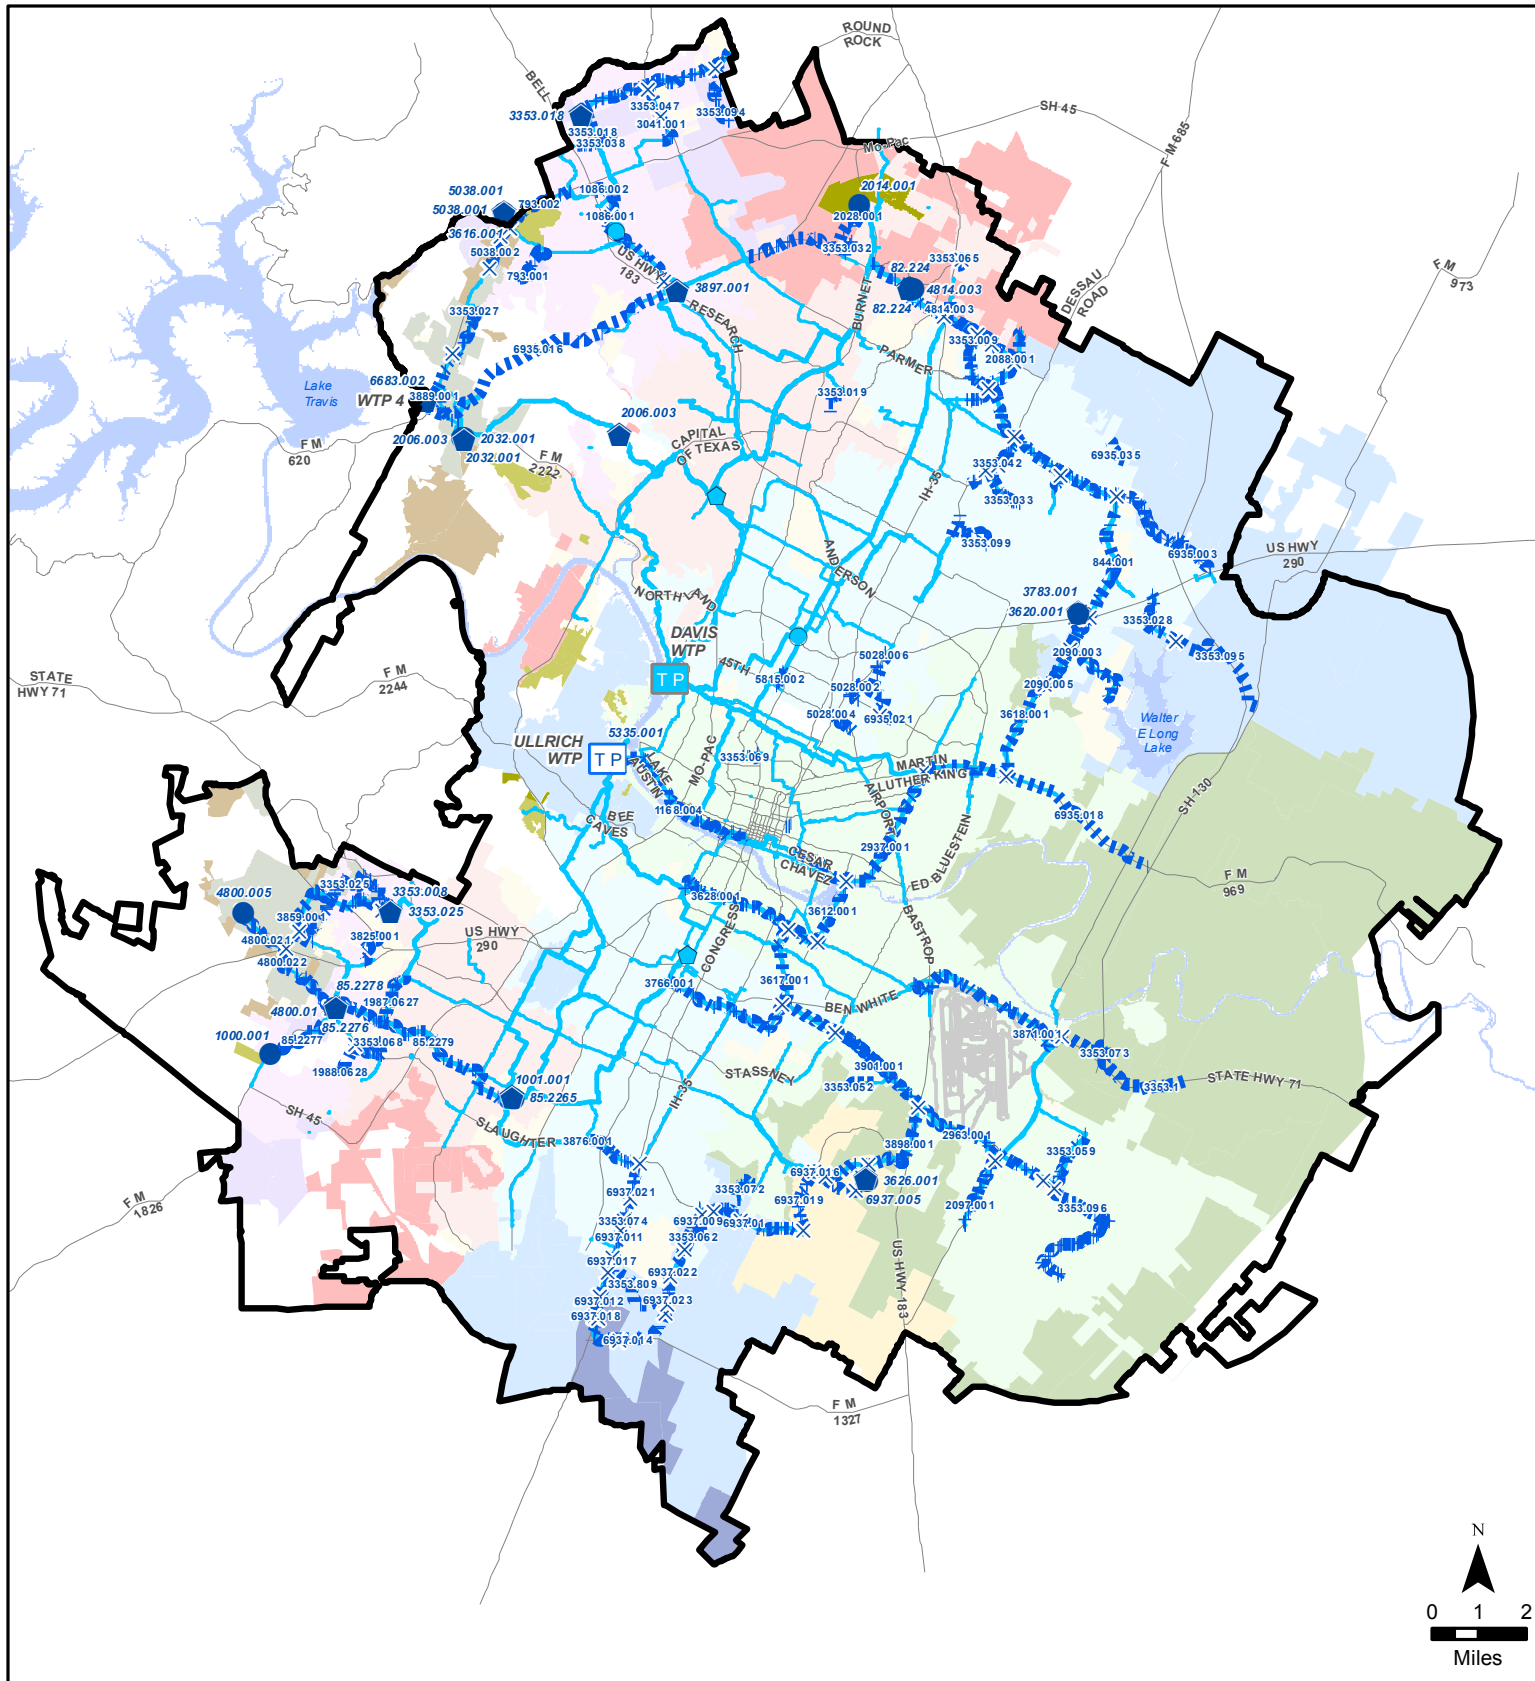 ROUND
ROCK
BELL
SH 45
3353.018
3353.018
3353.038
3353.047
3041.001
3353.094
Mo-Pac
F M 685
5038.001
5038.001
793.002
1086.002
1086.001
2014.001
2028.001
3616.001
5038.002
793.001
US HWY
183
3353.032
82.224
3353.065
3897.001
4814.003
82.224
4814.003
DESSAU
ROAD
F M
973
3353.027
RESEARCH
BURNET
3353.009
6935.016
PARMER
2088.001
Lake
Travis
6683.002
3889.001
WTP 4
3353.019
2006.003
2032.001
2032.001
2006.003
CAPITAL
OF TEXAS
F M
620
F M
2222
6935.035
3353.042
3353.033
IH-35
3353.099
ANDERSON
US HWY
290
6935.003
844.001
NORTHLAND
3783.001
3620.001
3353.028
DAVIS
WTP
T P
45TH
5028.006
2090.003
3353.095
STATE
HWY 71
F M
2244
5815.002
5028.002
2090.005
5028.004
6935.021
3618.001
Walter
E Long
Lake
5335.001
ULLRICH
WTP
T P
LAKE
AUSTIN
MO-PAC
3353.069
MARTIN
LUTHER KING
SH-130
1168.004
AIRPORT
6935.018
BEE
CAVES
CESAR
CHAVEZ
2937.001
ED BLUESTEIN
F M
969
3353.025
3353.008
3353.025
4800.005
3859.001
3628.001
3612.001
BASTROP
4800.021
3825.001
US HWY
290
CONGRESS
4800.022
85.2278
3766.001
3617.001
BEN WHITE
1987.0627
4800.01
85.2276
1000.001
85.2277
3353.068
85.2279
3871.001
3353.073
1988.0628
1001.001
85.2265
STASSNEY
3901.001
3353.052
3353.1
STATE HWY 71
SH 45
SLAUGHTER
IH-35
3876.001
2963.001
3898.001
3353.059
6937.016
3626.001
6937.005
F M
1826
6937.021
3353.072
6937.019
2097.001
3353.096
3353.074
6937.009
6937.01
6937.011
3353.062
6937.017
US HWY 183
3353.809
6937.022
6937.012
6937.023
6937.018
6937.014
F M
1327
N
0 1 2
Miles